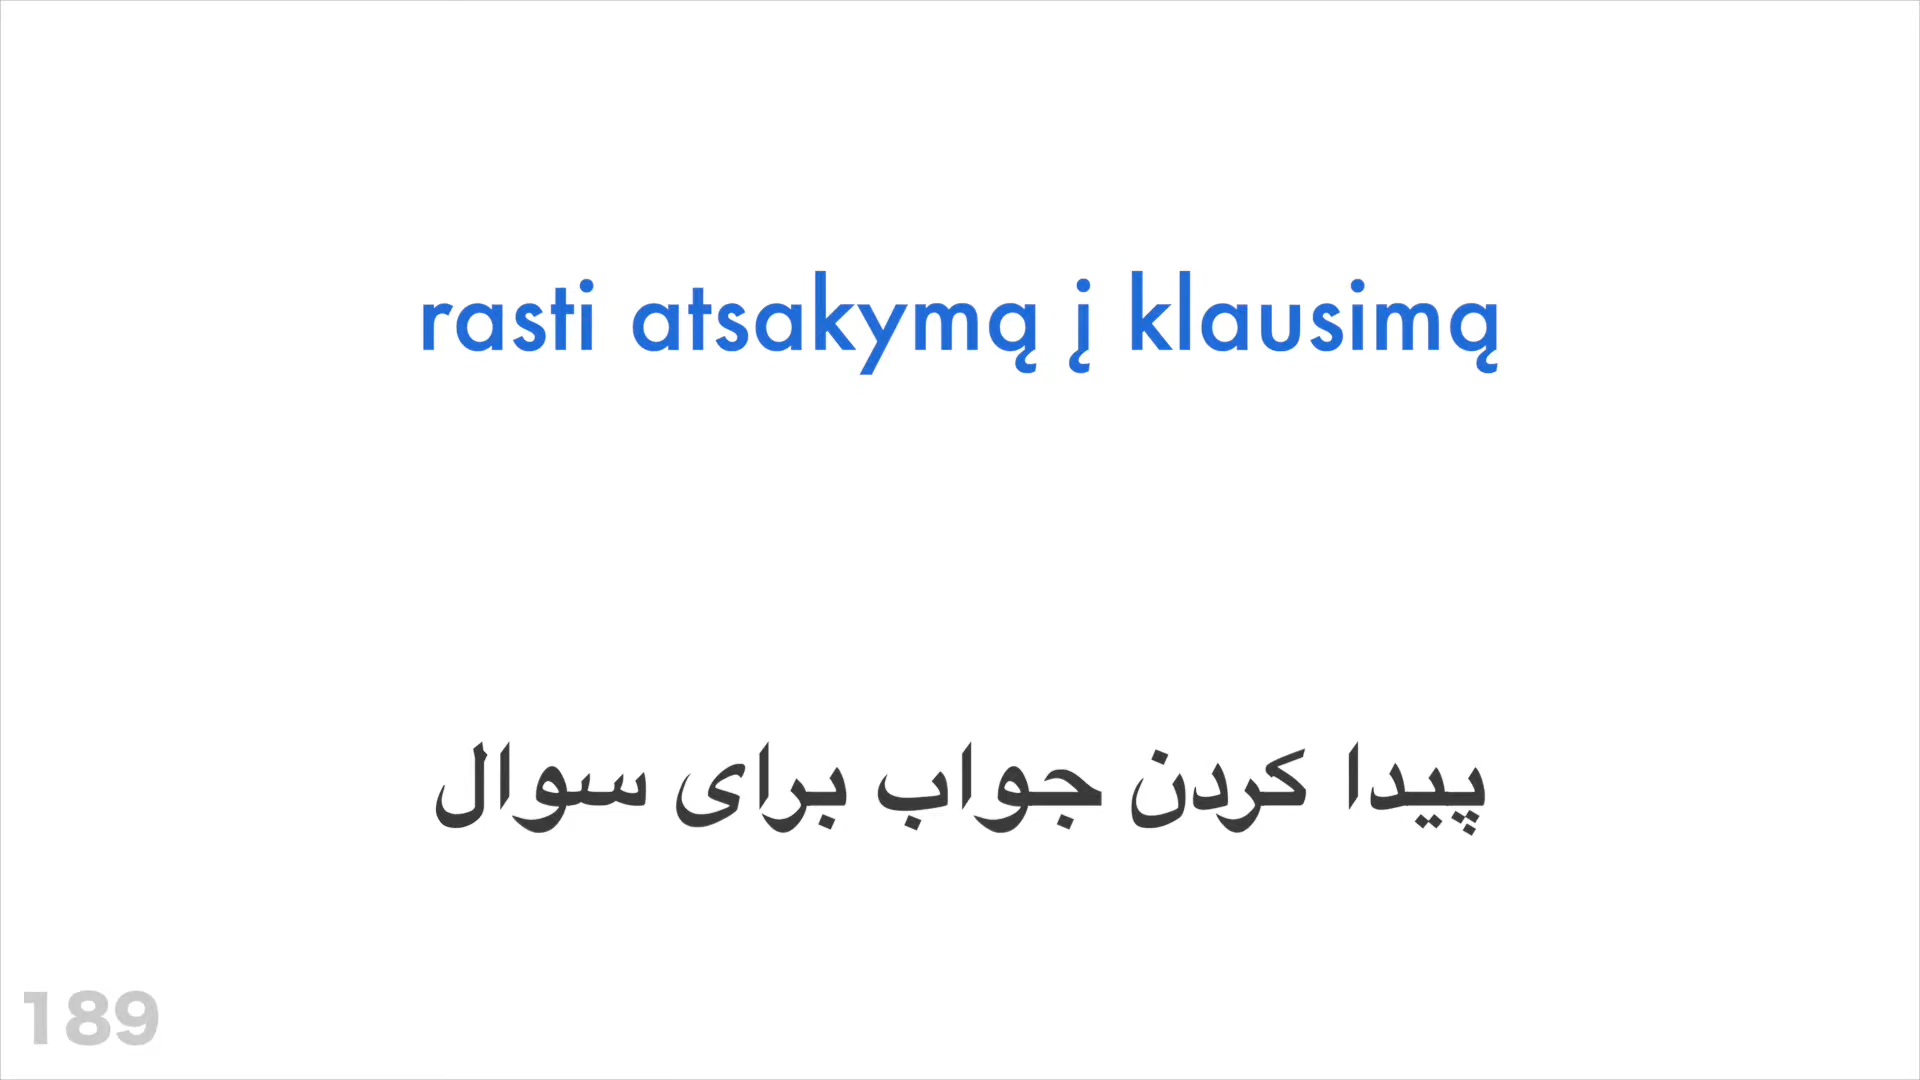 rasti atsakymą į klausimą
پیدا کردن جواب برای سوال
189